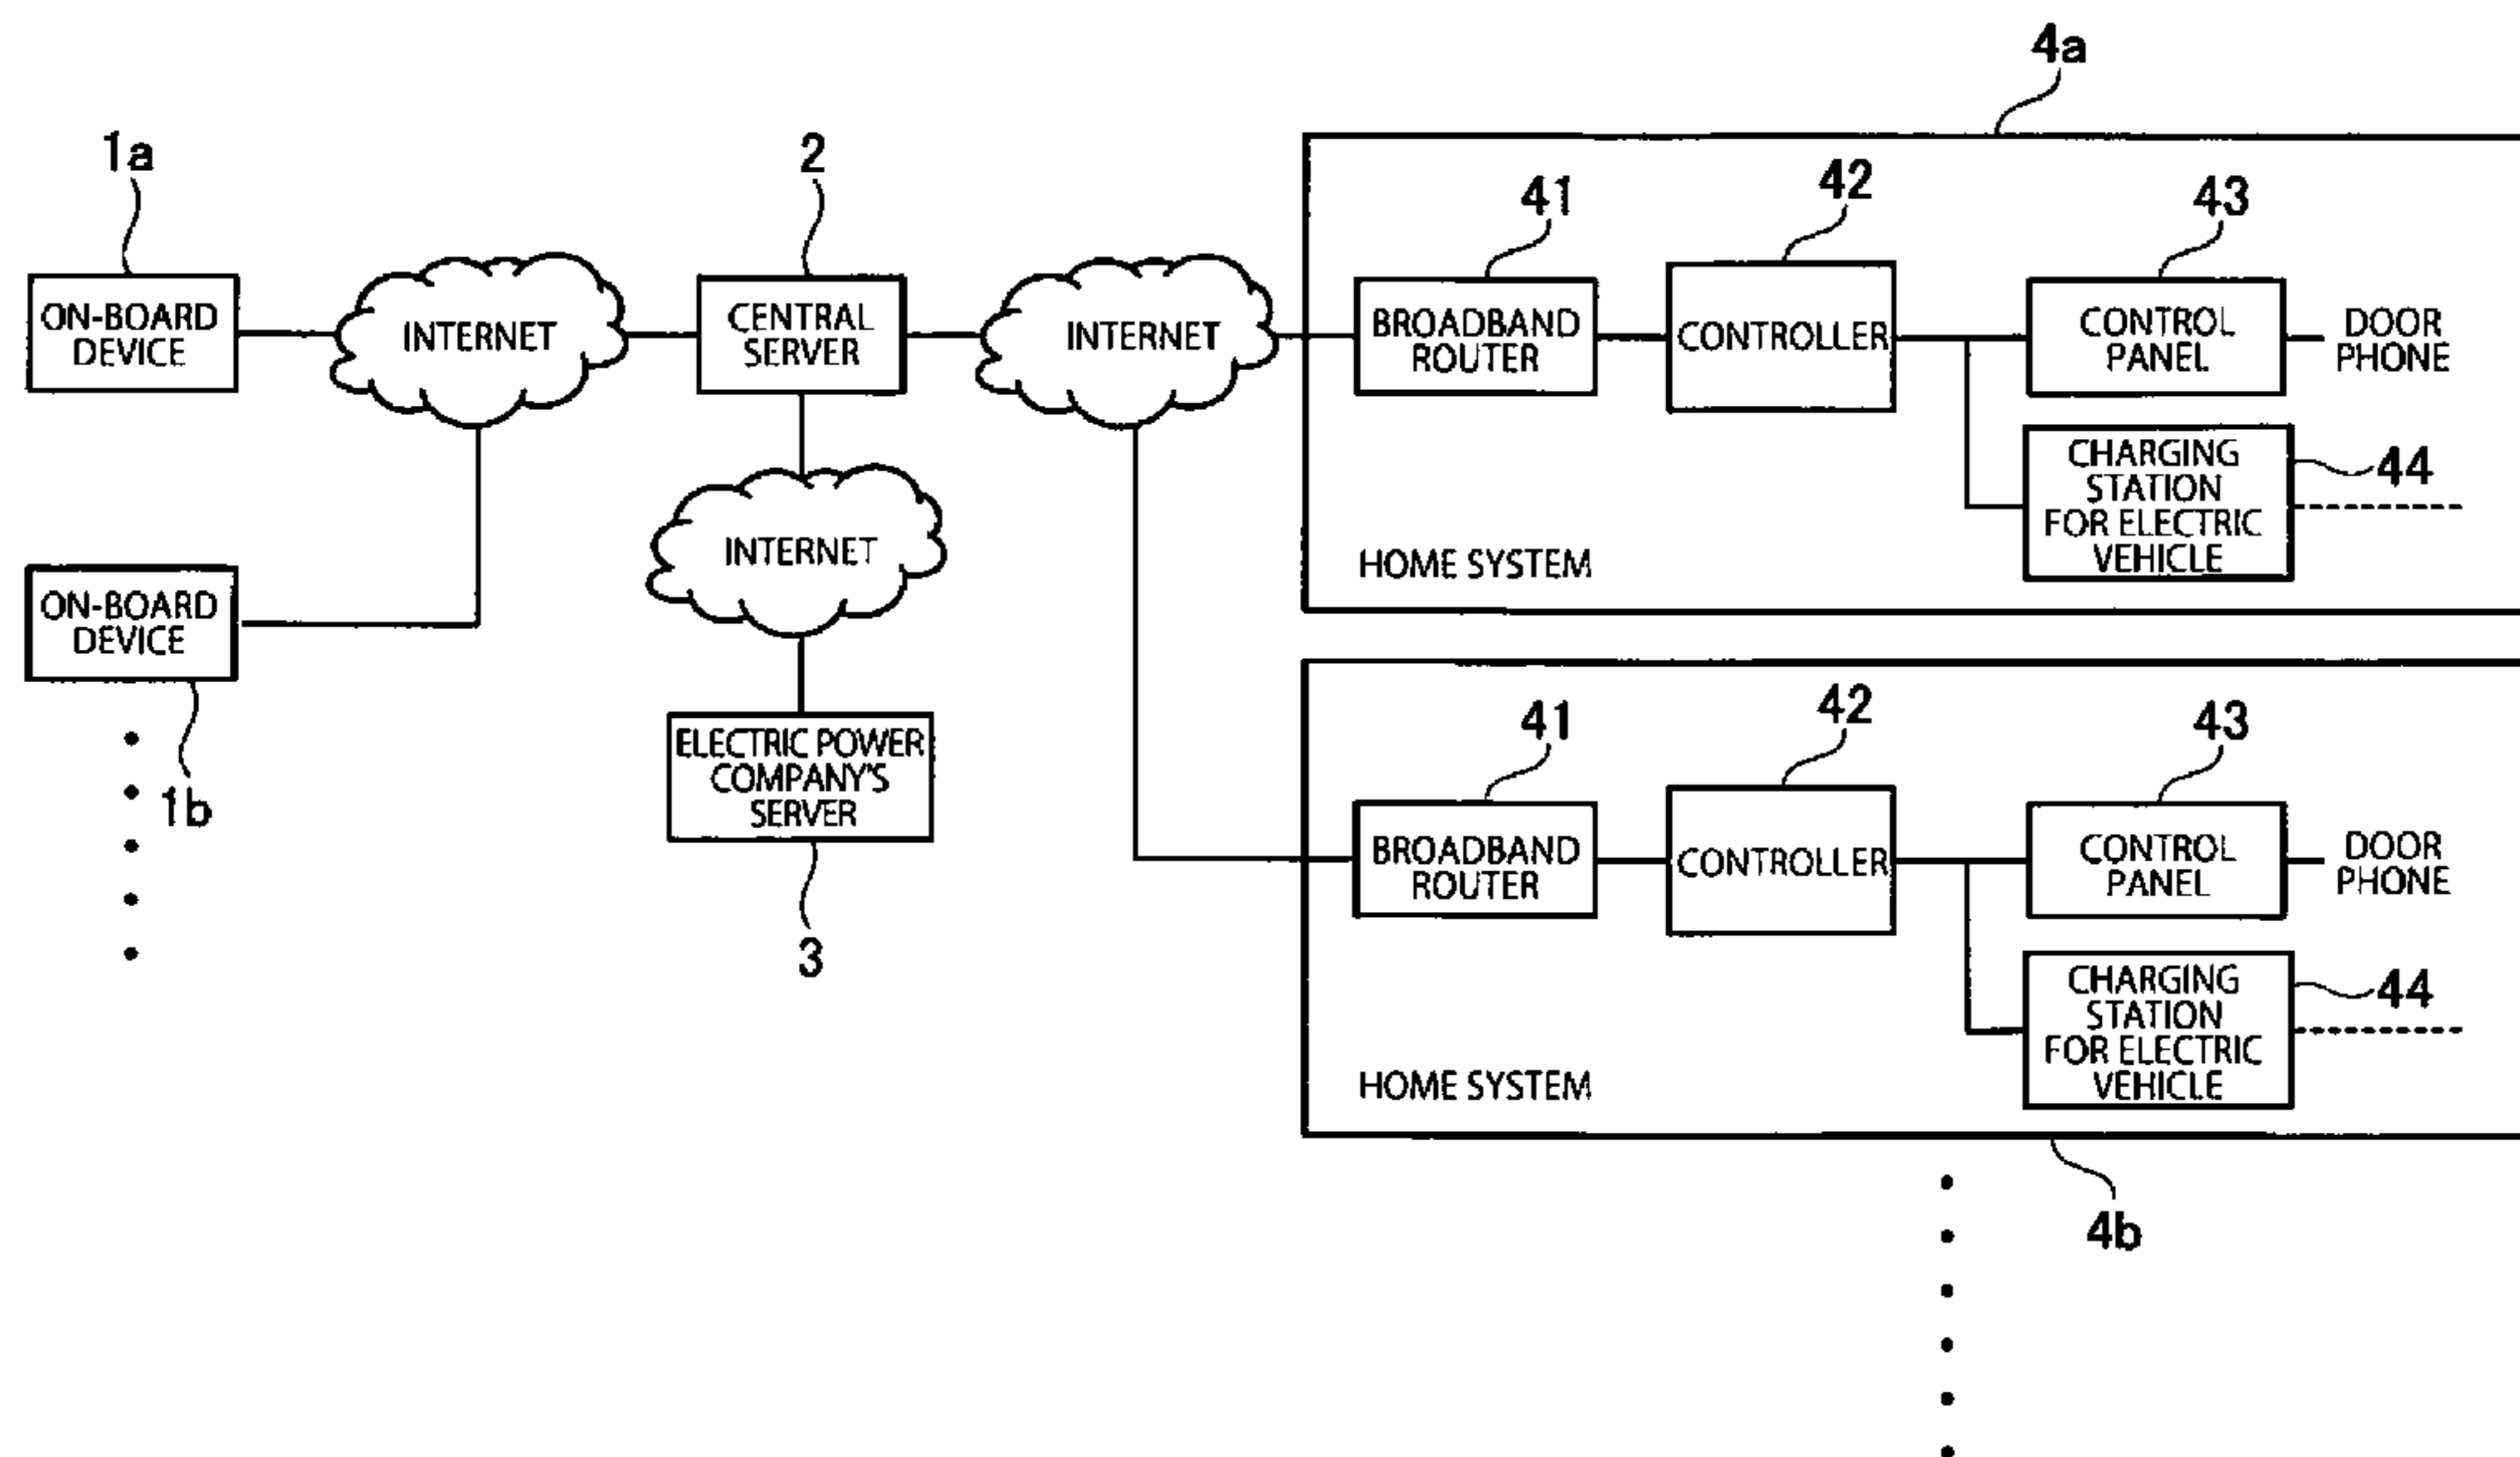 4a
1a
2
41
42
43
ON-BOARD
DEVICE
INTERNET
CENTRAL
SERVER
INTERNET
BROADBAND
ROUTER
CONTROLLER
CONTROL
PANEL
DOOR
PHONE
CHARGING
STATION
FOR ELECTRIC
VEHICLE
44
HOME SYSTEM
INTERNET
ON-BOARD
DEVICE
1b
ELECTRIC POWER
COMPANY'S
SERVER
3
41
42
43
BROADBAND
ROUTER
CONTROLLER
CONTROL
PANEL
DOOR
PHONE
CHARGING
STATION
FOR ELECTRIC
VEHICLE
44
HOME SYSTEM
4b